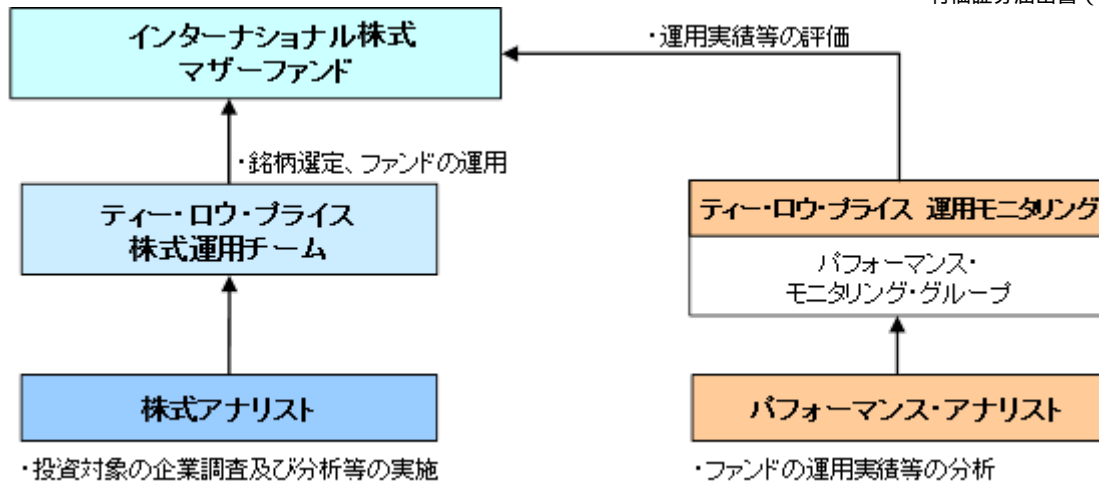 インターナショナル株式
マザーファンド
・運用実績等の評価
・銘柄選定、ファンドの運用
ティー・ロウ・プライス
株式運用チーム
ティー・ロウ・プライス 運用モニタリング
パフォーマンス・
モニタリング・グループ
株式アナリスト
パフォーマンス・アナリスト
・投資対象の企業調査及び分析等の実施
・ファンドの運用実績等の分析